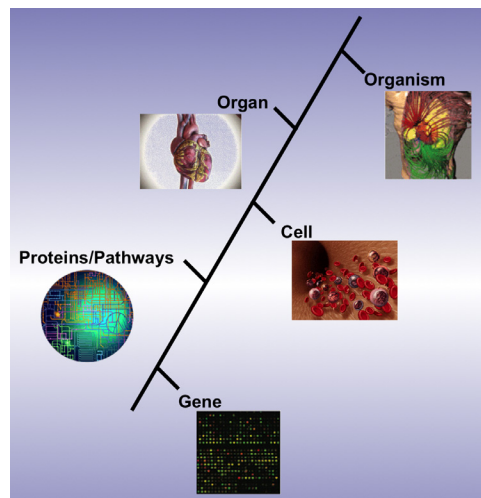 Organism
Organ
Cell
Proteins/Pathways
Gene